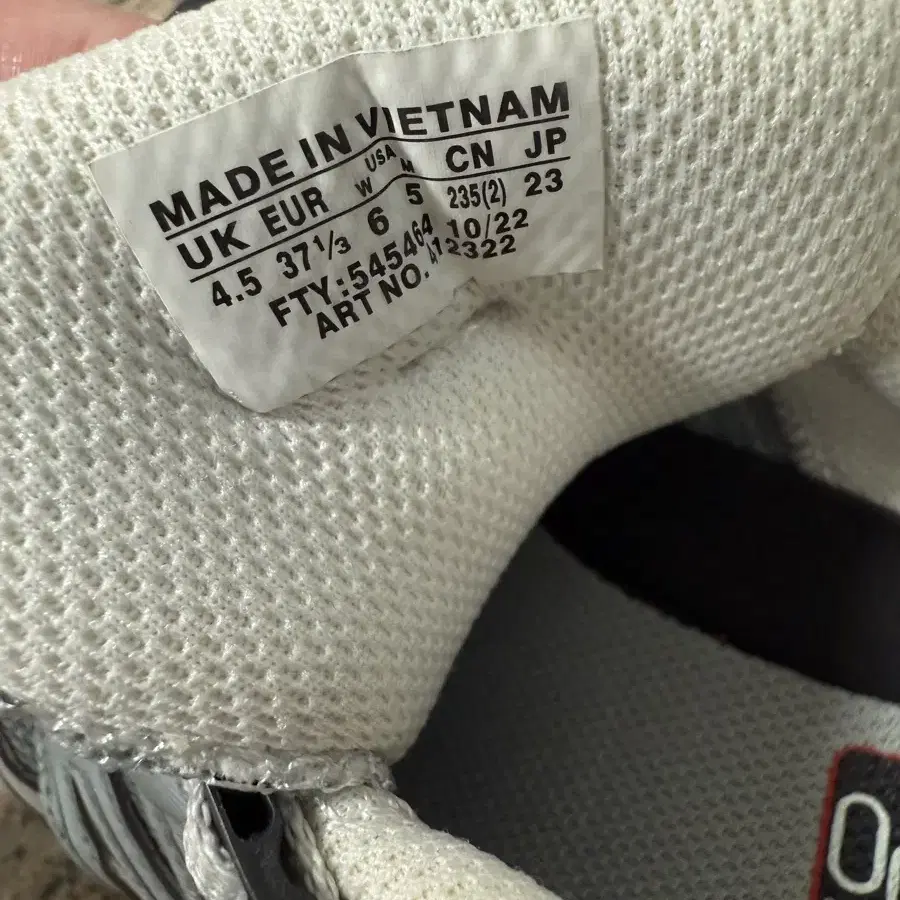 MADE IN VIETNAM
UK EUR USA W M CN JP
4.5 37 1/3 6 5 235(2) 23
FTY:545464 10/22
ART NO. 412322
O